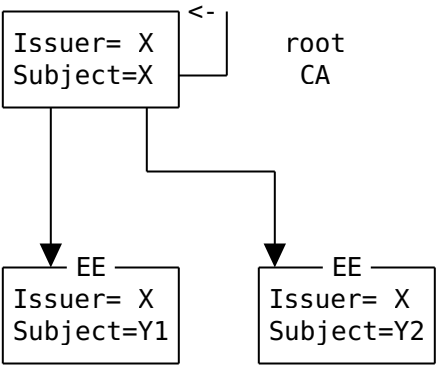 <-
Issuer= X
root
Subject=X
CA
EE
EE
Issuer= X
Issuer= X
Subject=Y1
Subject=Y2